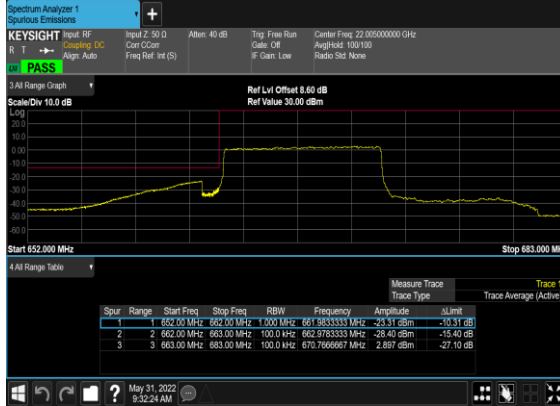 Spectrum Analyzer 1
Spurious Emissions
KEYSIGHT Input: RF Input Z: 50 Ω Atten: 40 dB Trig: Free Run Center Freq: 22.005000000 GHz
R T Coupling: DC Corr CCorr Gate: Off Avg|Hold: 100/100
Align: Auto Freq Ref: Int (S) IF Gain: Low Radio Std: None
PASS
3 All Range Graph
Ref Lvl Offset 8.60 dB
Scale/Div 10.0 dB Ref Value 30.00 dBm
Log
20.0
10.0
0.00
-10.0
-20.0
-30.0
-40.0
-50.0
-60.0
Start 652.000 MHz Stop 683.000 MH
4 All Range Table
Measure Trace Trace 1
Trace Type Trace Average (Active
Spur Range Start Freq Stop Freq RBW Frequency Amplitude ΔLimit
1 1 652.00 MHz 662.00 MHz 1.000 MHz 661.9833333 MHz -23.31 dBm -10.31 dB
2 2 662.00 MHz 663.00 MHz 100.0 kHz 662.9783333 MHz -28.40 dBm -15.40 dB
3 3 663.00 MHz 683.00 MHz 100.0 kHz 670.7666667 MHz 2.897 dBm -27.10 dB
? May 31, 2022
9:32:24 AM